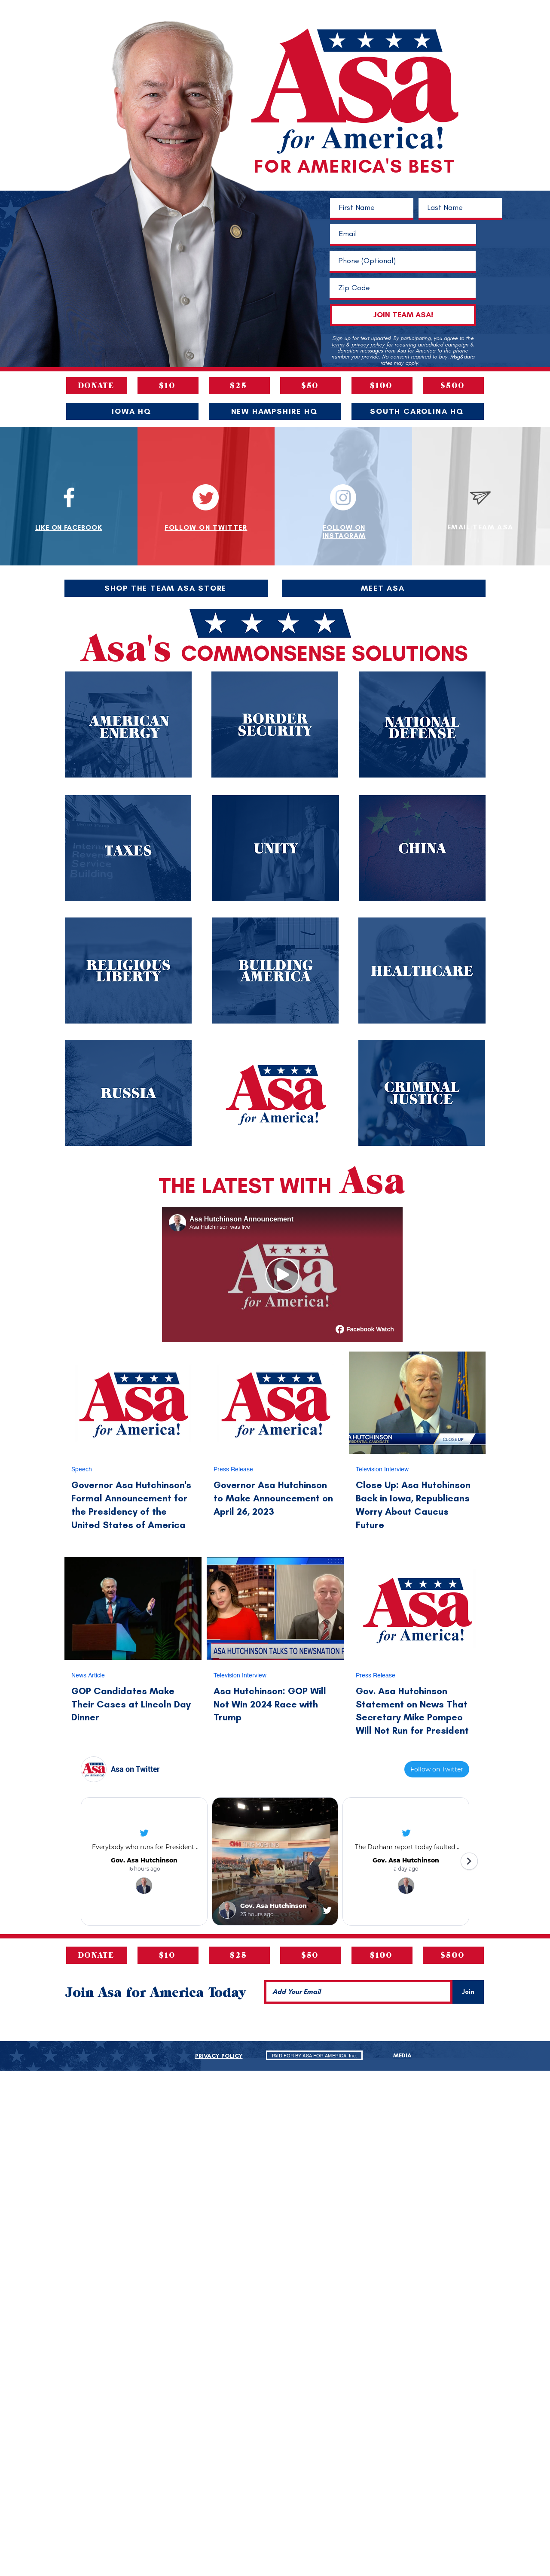 Asa
for America!
FOR AMERICA'S BEST
First Name
Last Name
Email
Phone (Optional)
Zip Code
JOIN TEAM ASA!
Sign up for text updates! By participating, you agree to the
terms & privacy policy for recurring autodialed campaign &
donation messages from Asa for America to the phone
number you provide. No consent required to buy. Msg&data
rates may apply.
DONATE
$10
$25
$50
$100
$500
IOWA HQ
NEW HAMPSHIRE HQ
SOUTH CAROLINA HQ
LIKE ON FACEBOOK
FOLLOW ON TWITTER
FOLLOW ON
INSTAGRAM
EMAIL TEAM ASA
SHOP THE TEAM ASA STORE
MEET ASA
Asa's COMMONSENSE SOLUTIONS
AMERICAN
ENERGY
BORDER
SECURITY
NATIONAL
DEFENSE
Internal
Revenue
Service
Building
TAXES
UNITY
CHINA
RELIGIOUS
LIBERTY
BUILDING
AMERICA
HEALTHCARE
RUSSIA
Asa
for America!
CRIMINAL
JUSTICE
THE LATEST WITH Asa
Asa Hutchinson Announcement
Asa Hutchinson was live
Asa
for America!
Facebook Watch
Asa
for America!
Asa
for America!
A HUTCHINSON
ESIDENTIAL CANDIDATE
CLOSE UP
Speech
Governor Asa Hutchinson's
Formal Announcement for
the Presidency of the
United States of America
Press Release
Governor Asa Hutchinson
to Make Announcement on
April 26, 2023
Television Interview
Close Up: Asa Hutchinson
Back in Iowa, Republicans
Worry About Caucus
Future
ASA HUTCHINSON TALKS TO NEWSNATION F
Asa
for America!
News Article
GOP Candidates Make
Their Cases at Lincoln Day
Dinner
Television Interview
Asa Hutchinson: GOP Will
Not Win 2024 Race with
Trump
Press Release
Gov. Asa Hutchinson
Statement on News That
Secretary Mike Pompeo
Will Not Run for President
Asa
Asa on Twitter
Follow on Twitter
Everybody who runs for President ..
Gov. Asa Hutchinson
16 hours ago
CNN
Gov. Asa Hutchinson
23 hours ago
The Durham report today faulted ...
Gov. Asa Hutchinson
a day ago
DONATE
$10
$25
$50
$100
$500
Join Asa for America Today
Add Your Email
Join
PRIVACY POLICY
PAID FOR BY ASA FOR AMERICA, Inc.
MEDIA